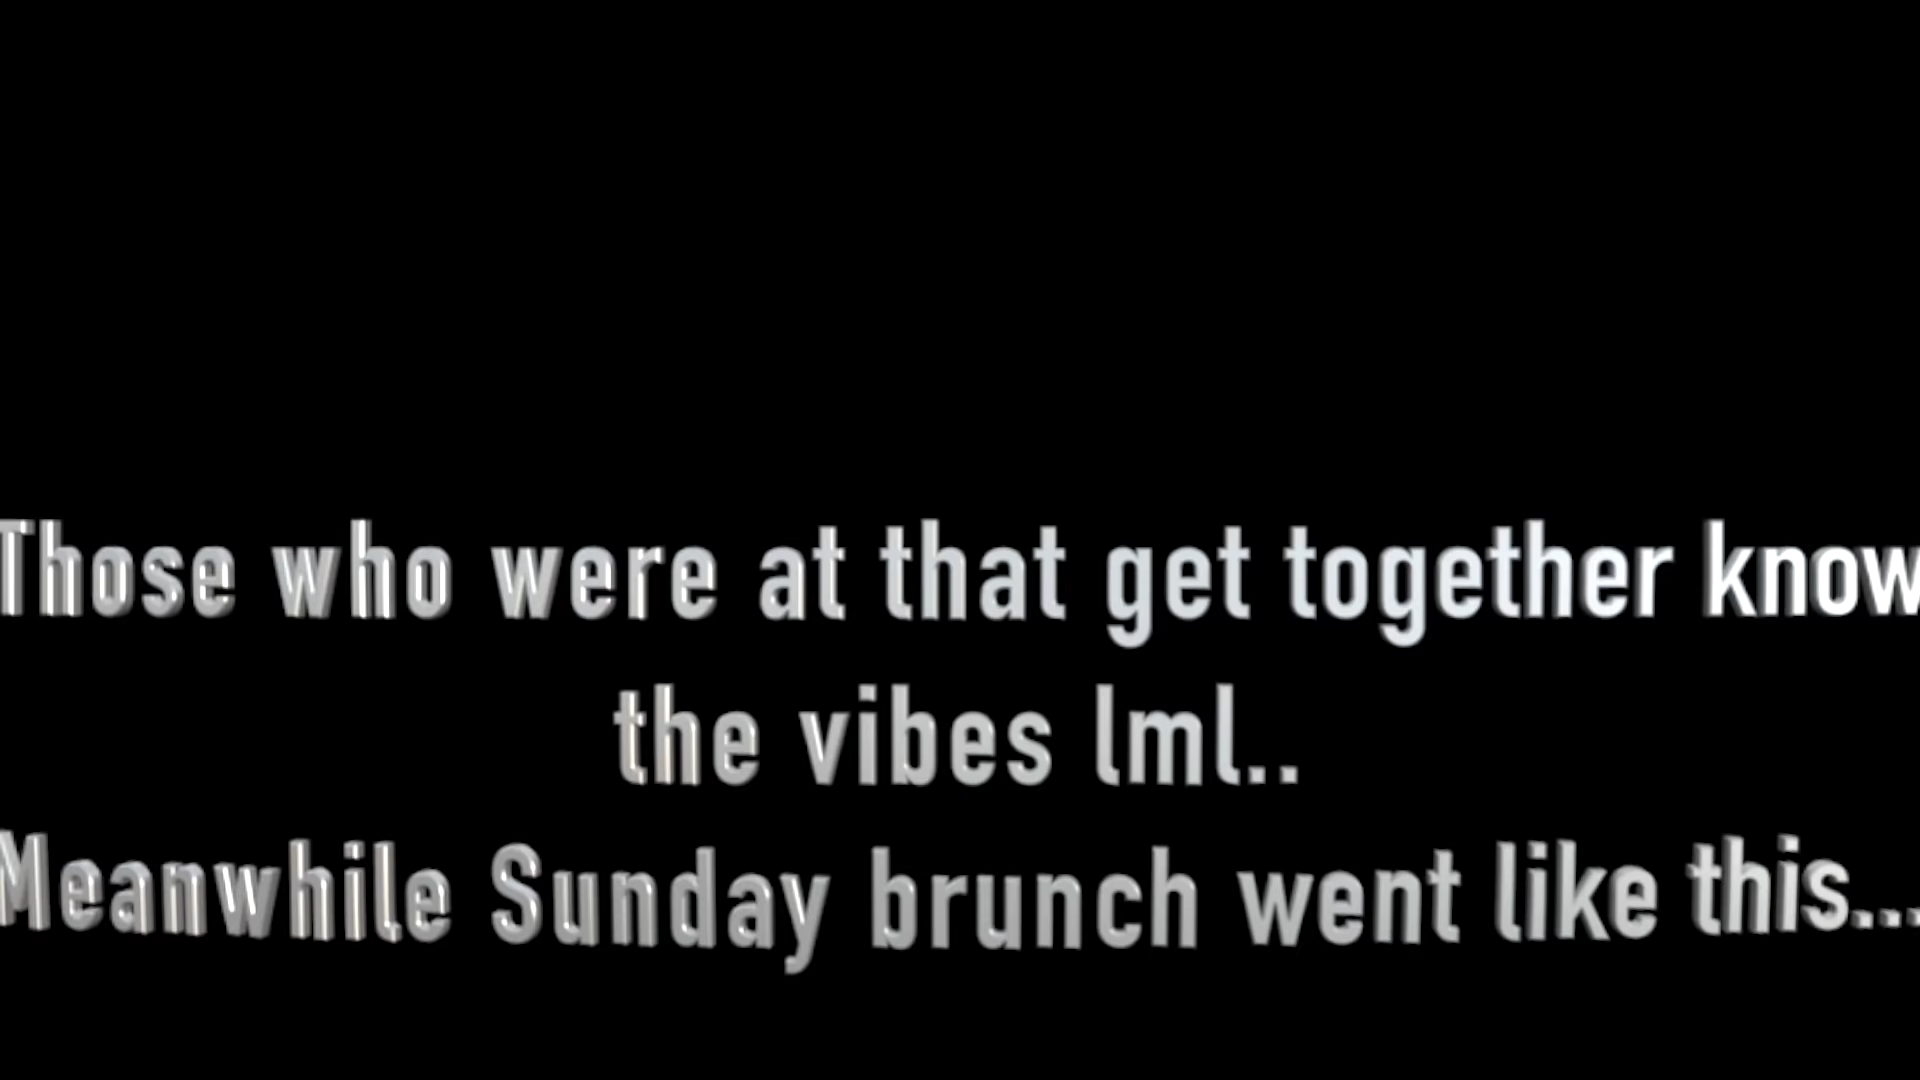 Those who were at that get together know
the vibes lml..
Meanwhile Sunday brunch went like this...